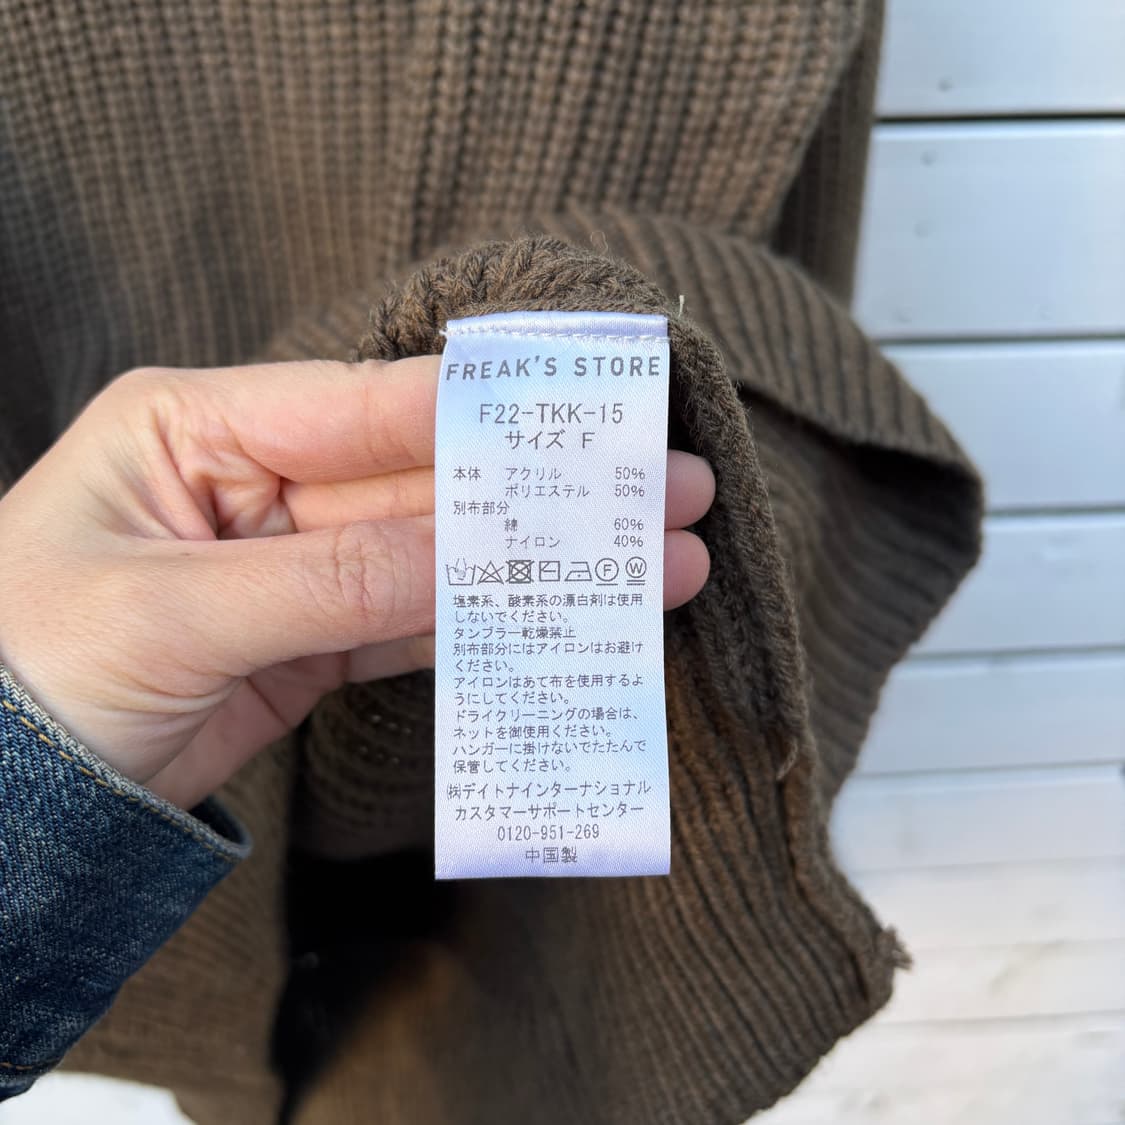 FREAK'S STORE
F22-TKK-15
サイズ F
本体 アクリル 50%
ポリエステル 50%
別布部分
綿 60%
ナイロン 40%
F W
塩素系、酸素系の漂白剤は使用
しないでください。
タンブラー乾燥禁止
別布部分にはアイロンはお避け
ください。
アイロンはあて布を使用するよ
うにしてください。
ドライクリーニングの場合は、
ネットを御使用ください。
ハンガーに掛けないでたたんで
保管してください。
㈱デイトナインターナショナル
カスタマーサポートセンター
0120-951-269
中国製